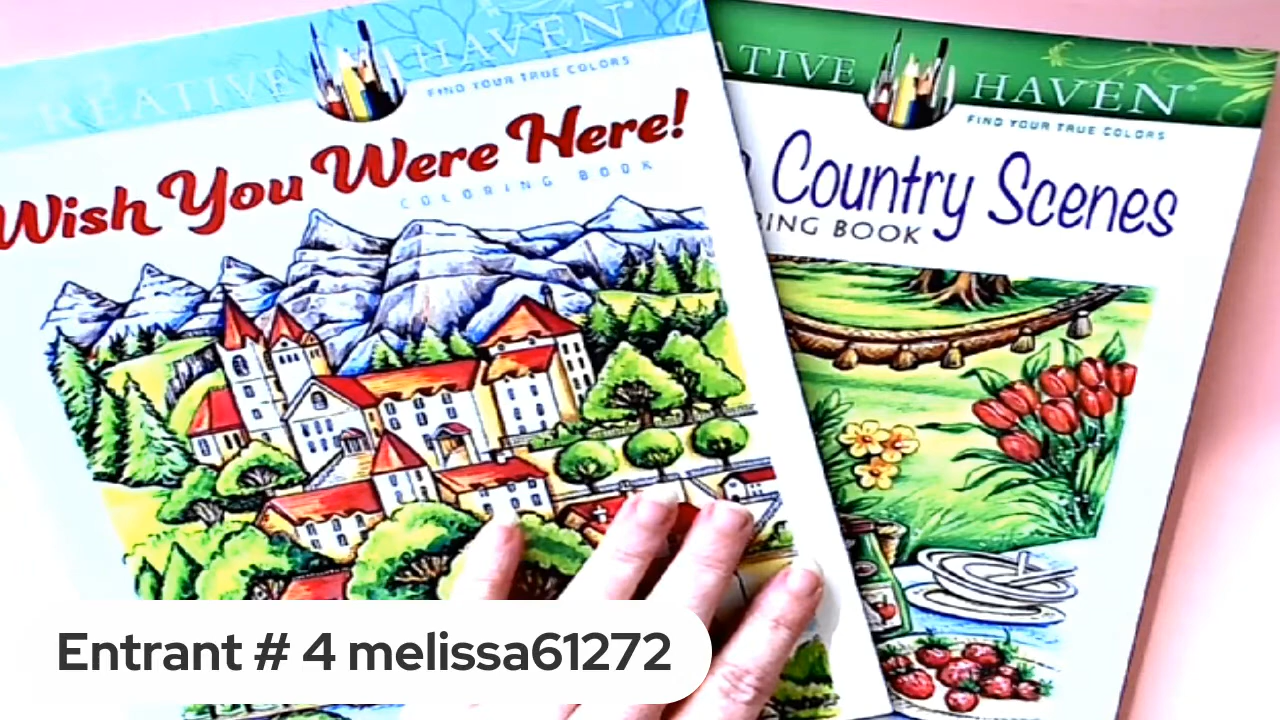 REATIVE HAVEN
FIND YOUR TRUE COLORS
Wish You Were Here!
COLORING BOOK
ATIVE HAVEN
FIND YOUR TRUE COLORS
Country Scenes
RING BOOK
Entrant # 4 melissa61272